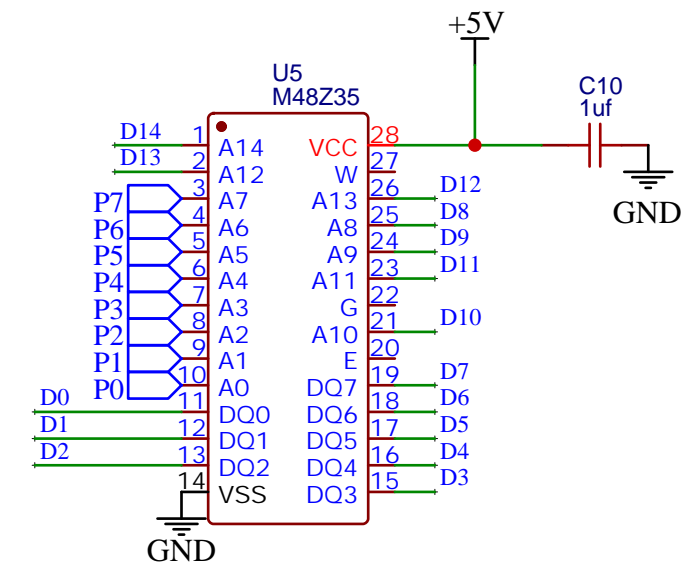 +5V
U5
M48Z35
C10
1uf
D14 1 A14 VCC 28
D13 2 A12 W 27
P7 3 A7 A13 26 D12
P6 4 A6 A8 25 D8
P5 5 A5 A9 24 D9
P4 6 A4 A11 23 D11
P3 7 A3 G 22
P2 8 A2 A10 21 D10
P1 9 A1 E 20
P0 10 A0 DQ7 19 D7
D0 11 DQ0 DQ6 18 D6
D1 12 DQ1 DQ5 17 D5
D2 13 DQ2 DQ4 16 D4
14 VSS DQ3 15 D3
GND
GND